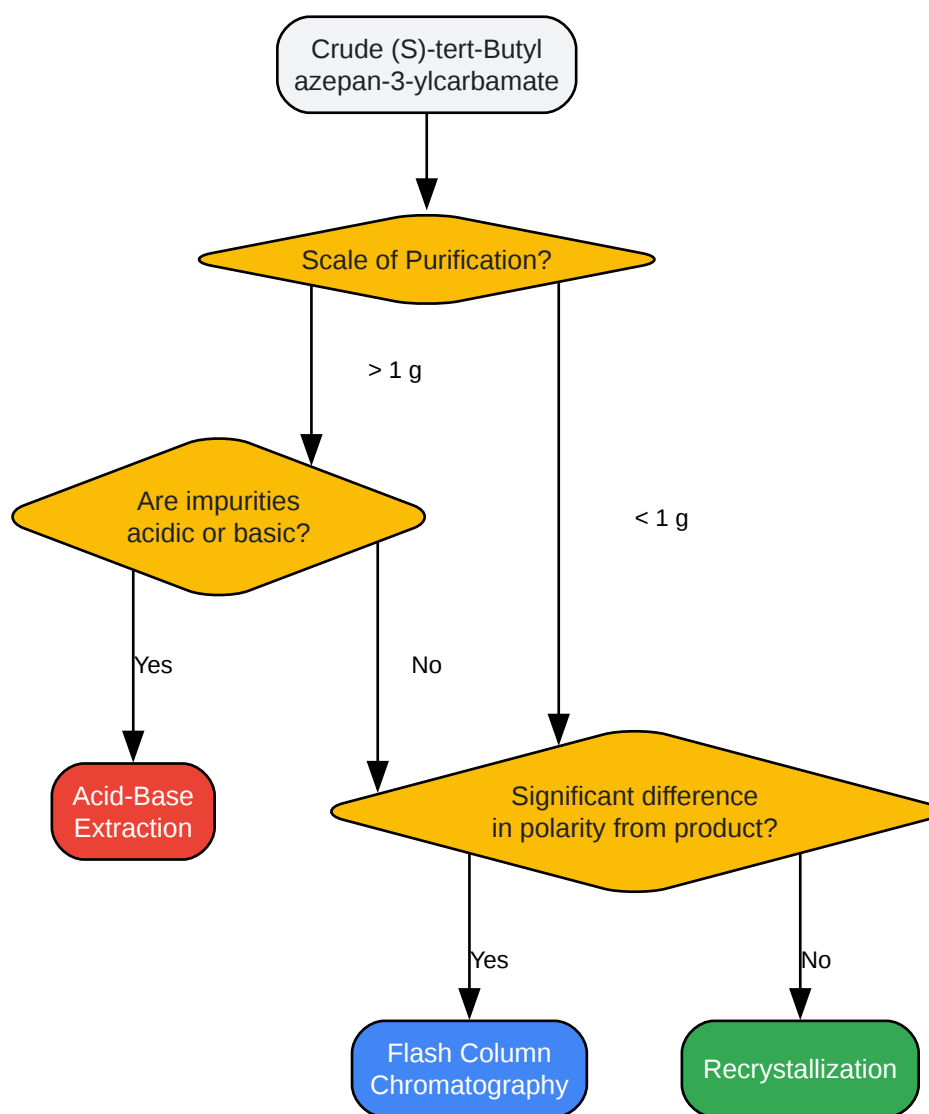 Crude (S)-tert-Butyl
azepan-3-ylcarbamate
Scale of Purification?
> 1 g
Are impurities
acidic or basic?
< 1 g
Yes
No
Acid-Base
Extraction
Significant difference
in polarity from product?
Yes
No
Flash Column
Chromatography
Recrystallization